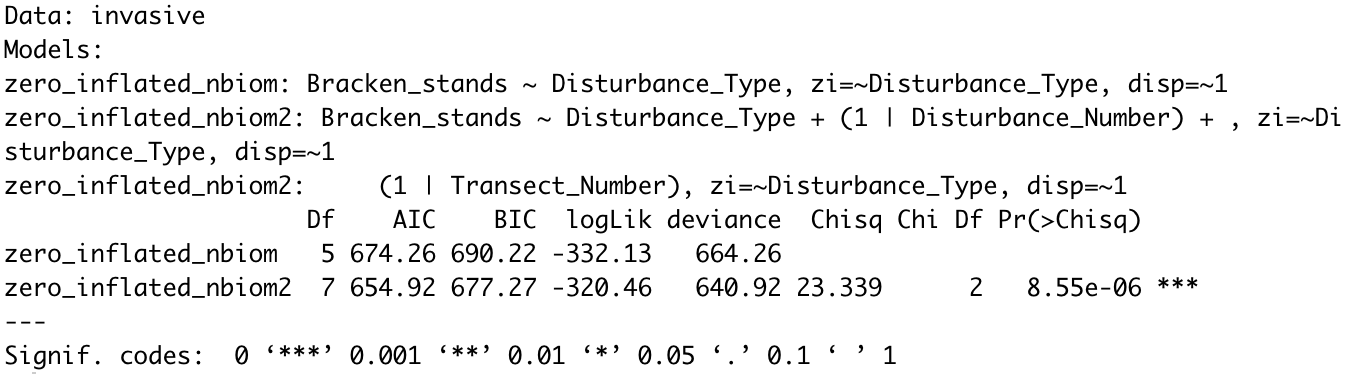 Data: invasive
Models:
zero_inflated_nbiom: Bracken_stands ~ Disturbance_Type, zi=~Disturbance_Type, disp=~1
zero_inflated_nbiom2: Bracken_stands ~ Disturbance_Type + (1 | Disturbance_Number) + , zi=~Di
sturbance_Type, disp=~1
zero_inflated_nbiom2:     (1 | Transect_Number), zi=~Disturbance_Type, disp=~1
                     Df    AIC    BIC  logLik deviance  Chisq Chi Df Pr(>Chisq)
zero_inflated_nbiom   5 674.26 690.22 -332.13   664.26
zero_inflated_nbiom2  7 654.92 677.27 -320.46   640.92 23.339      2   8.55e-06 ***
---
Signif. codes:  0 ‘***’ 0.001 ‘**’ 0.01 ‘*’ 0.05 ‘.’ 0.1 ‘ ’ 1